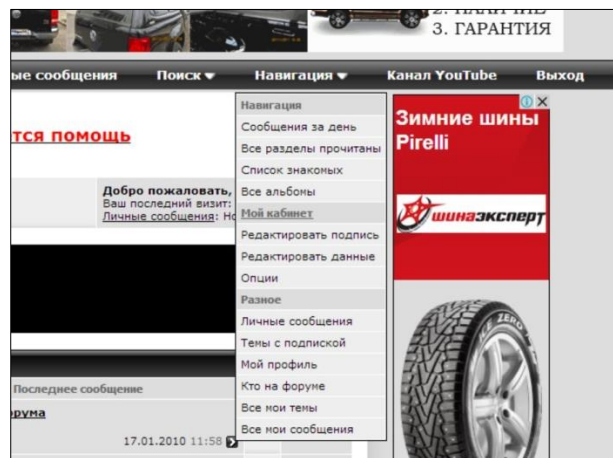 3. ГАРАНТИЯ
ые сообщения Поиск Навигация Канал YouTube Выход
тся помощь
Добро пожаловать,
Ваш последний визит:
Личные сообщения: Но
Навигация
Сообщения за день
Все разделы прочитаны
Список знакомых
Все альбомы
Мой кабинет
Редактировать подпись
Редактировать данные
Опции
Разное
Личные сообщения
Темы с подпиской
Мой профиль
Кто на форуме
Все мои темы
Все мои сообщения
Зимние шины
Pirelli
шинаэксперт
Последнее сообщение
орума
17.01.2010 11:58